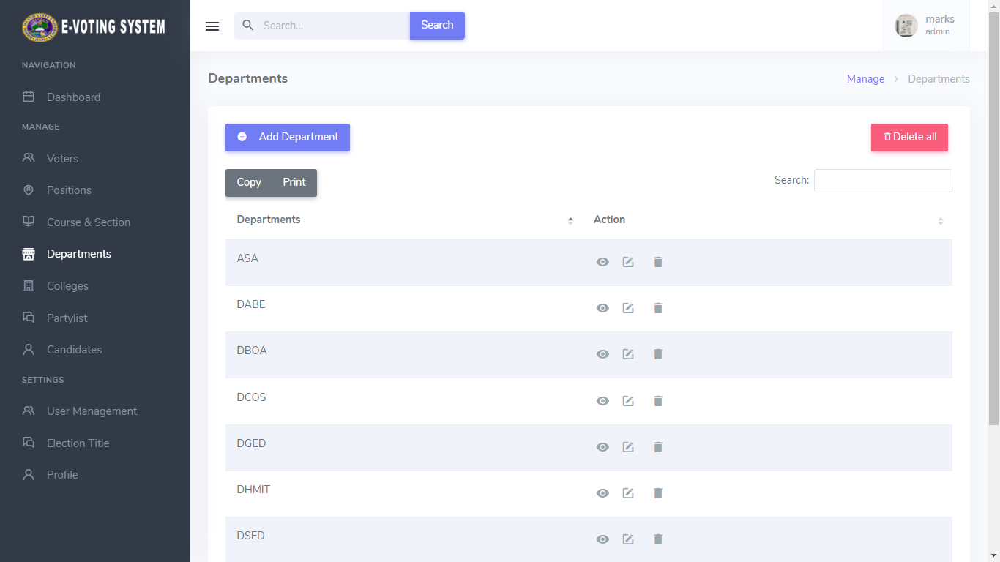 E-VOTING SYSTEM
NAVIGATION
Dashboard
MANAGE
Voters
Positions
Course & Section
Departments
Colleges
Partylist
Candidates
SETTINGS
User Management
Election Title
Profile
Search...
Search
marks
admin
Departments
Manage > Departments
Add Department
Delete all
Copy Print
Search:
Departments Action
ASA
DABE
DBOA
DCOS
DGED
DHMIT
DSED